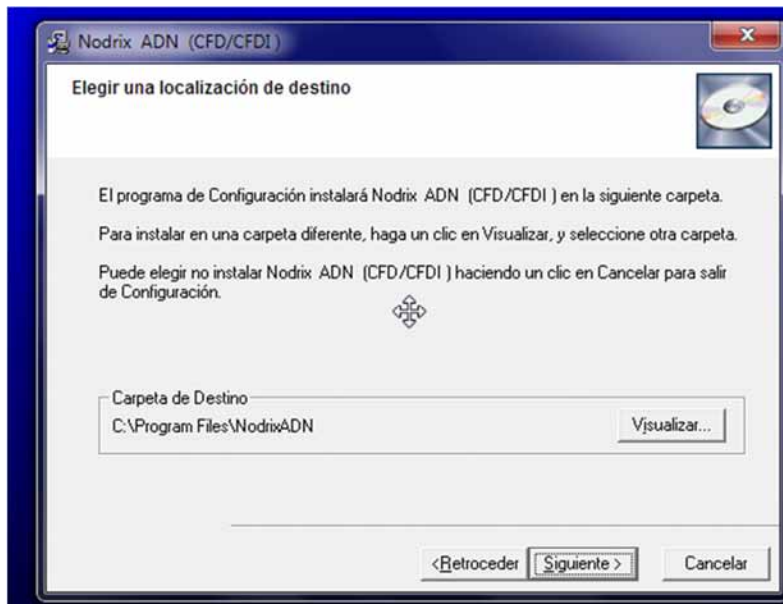 Nodrix ADN (CFD/CFDI )
Elegir una localización de destino
El programa de Configuración instalará Nodrix ADN (CFD/CFDI ) en la siguiente carpeta.
Para instalar en una carpeta diferente, haga un clic en Visualizar, y seleccione otra carpeta.
Puede elegir no instalar Nodrix ADN (CFD/CFDI ) haciendo un clic en Cancelar para salir
de Configuración.
Carpeta de Destino
C:\Program Files\NodrixADN
Visualizar...
<Retroceder
Siguiente >
Cancelar